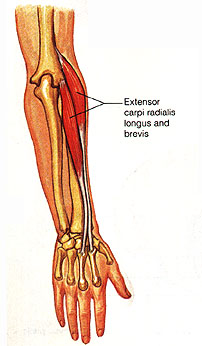 Extensor
carpi radialis
longus and
brevis